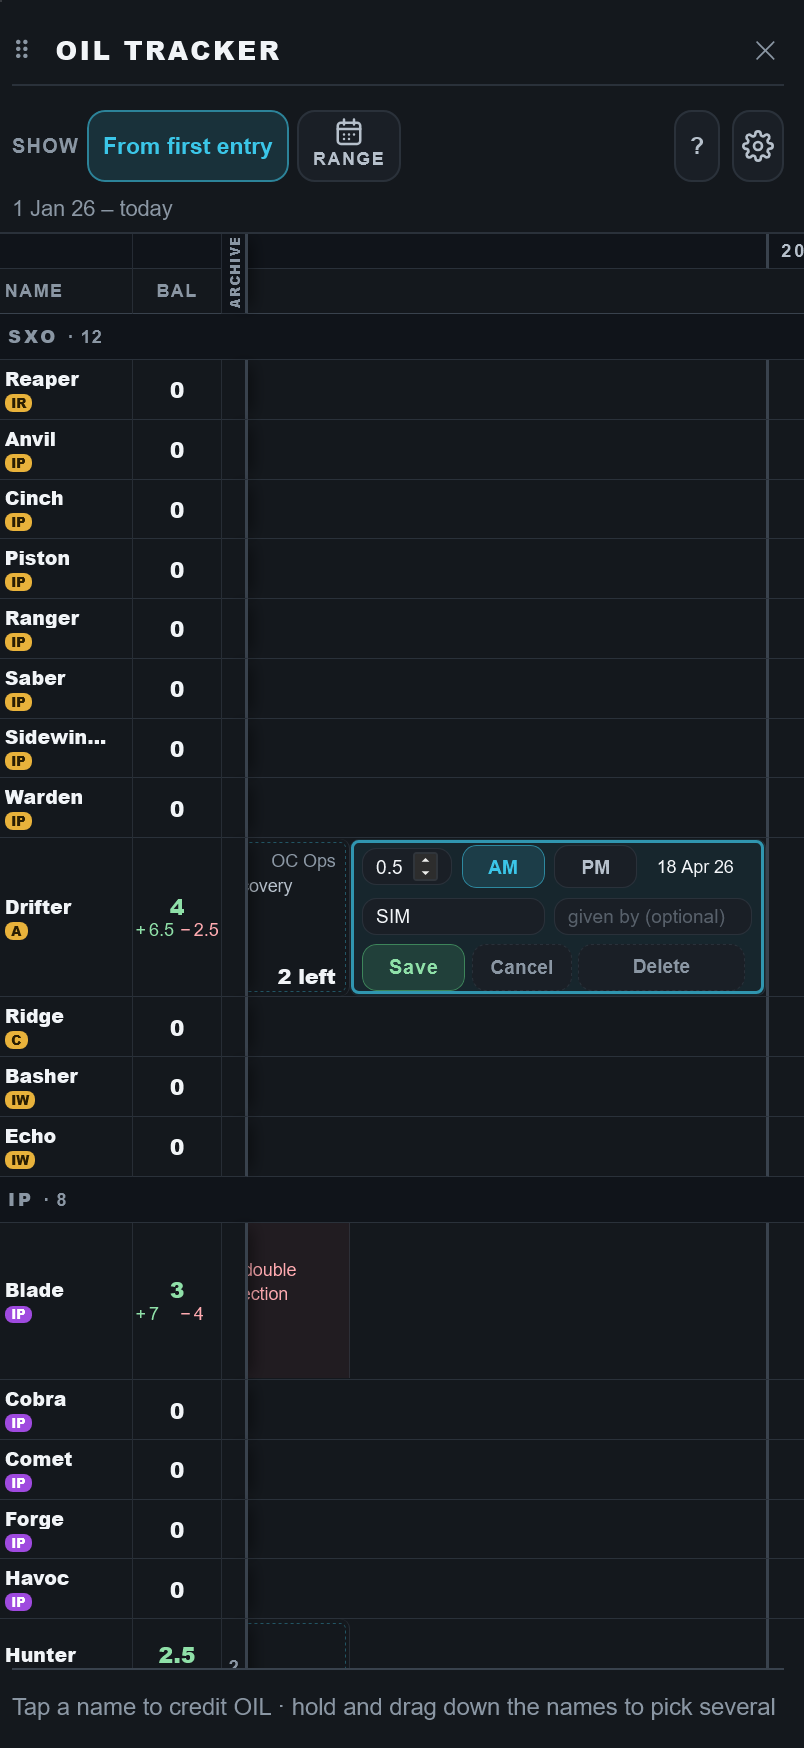 OIL TRACKER
SHOW From first entry RANGE ?
1 Jan 26 – today
NAME BAL ARCHIVE 20
SXO · 12
Reaper 0
IR
Anvil 0
IP
Cinch 0
IP
Piston 0
IP
Ranger 0
IP
Saber 0
IP
Sidewin... 0
IP
Warden 0
IP
Drifter 4
A +6.5 −2.5
OC Ops
overy
2 left
0.5 AM PM 18 Apr 26
SIM given by (optional)
Save Cancel Delete
Ridge 0
C
Basher 0
IW
Echo 0
IW
IP · 8
Blade 3
IP +7 −4
double
ection
Cobra 0
IP
Comet 0
IP
Forge 0
IP
Havoc 0
IP
Hunter 2.5 2
Tap a name to credit OIL · hold and drag down the names to pick several